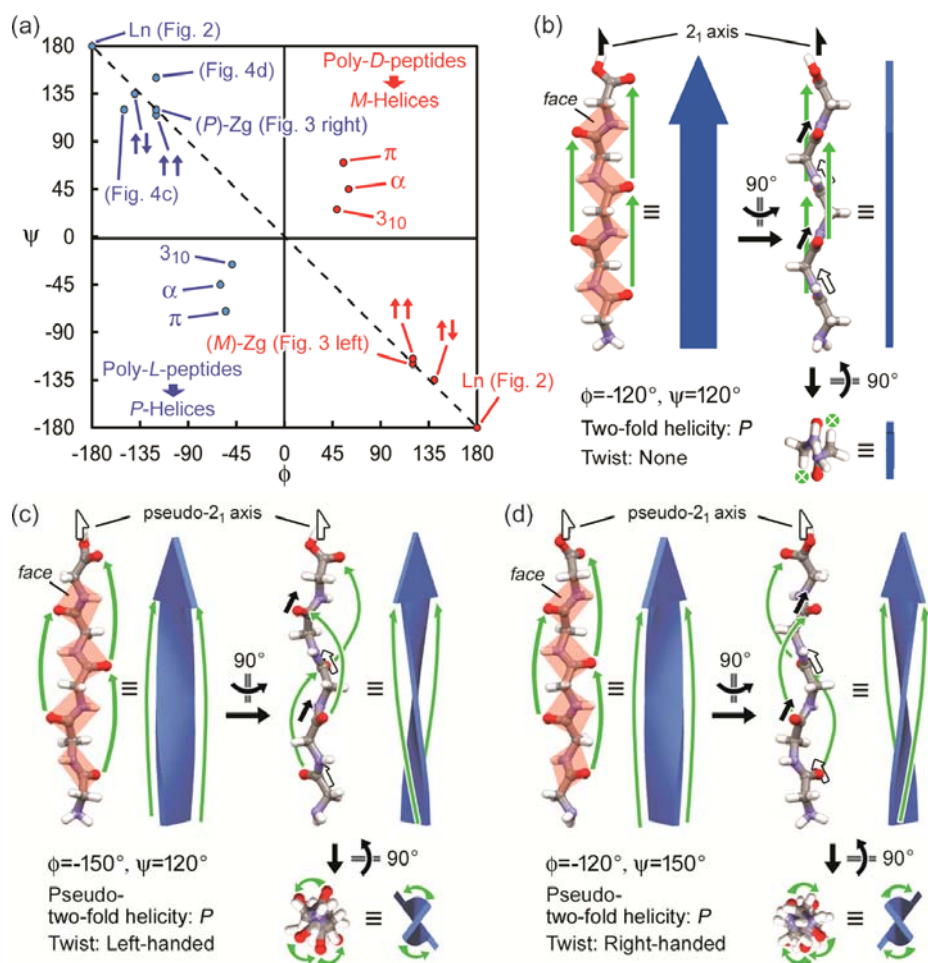 (a)
Ln (Fig. 2)
(Fig. 4d)
(P)-Zg (Fig. 3 right)
(Fig. 4c)
Poly-D-peptides
M-Helices
π
α
3₁₀
3₁₀
α
π
Poly-L-peptides
P-Helices
(M)-Zg (Fig. 3 left)
Ln (Fig. 2)
180
135
90
45
0
-45
-90
-135
-180
ψ
-180 -135 -90 -45 0 45 90 135 180
ϕ
(b)
2₁ axis
face
≡
90°
≡
90°
≡
ϕ=-120°, ψ=120°
Two-fold helicity: P
Twist: None
(c)
pseudo-2₁ axis
face
≡
90°
≡
90°
≡
ϕ=-150°, ψ=120°
Pseudo-
two-fold helicity: P
Twist: Left-handed
(d)
pseudo-2₁ axis
face
≡
90°
≡
90°
≡
ϕ=-120°, ψ=150°
Pseudo-
two-fold helicity: P
Twist: Right-handed